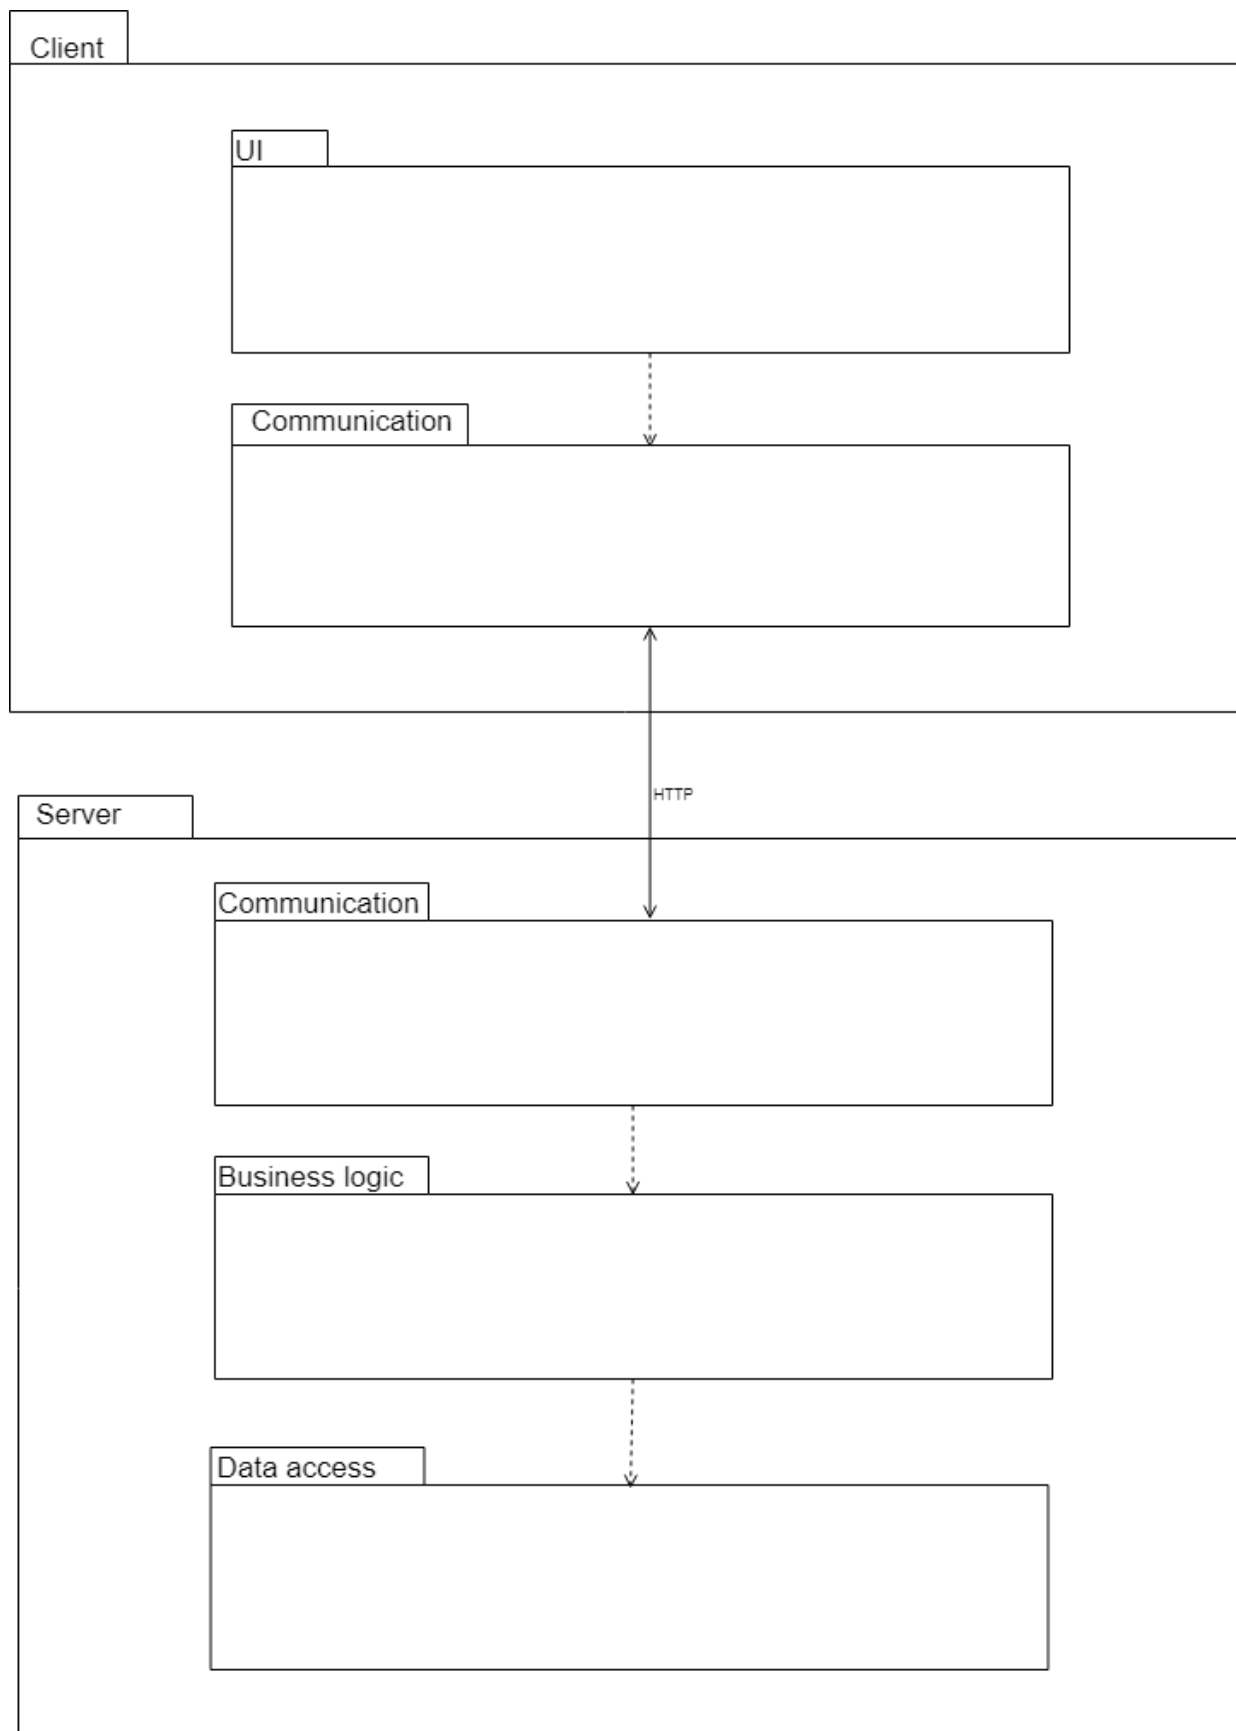 Client
UI
Communication
HTTP
Server
Communication
Business logic
Data access